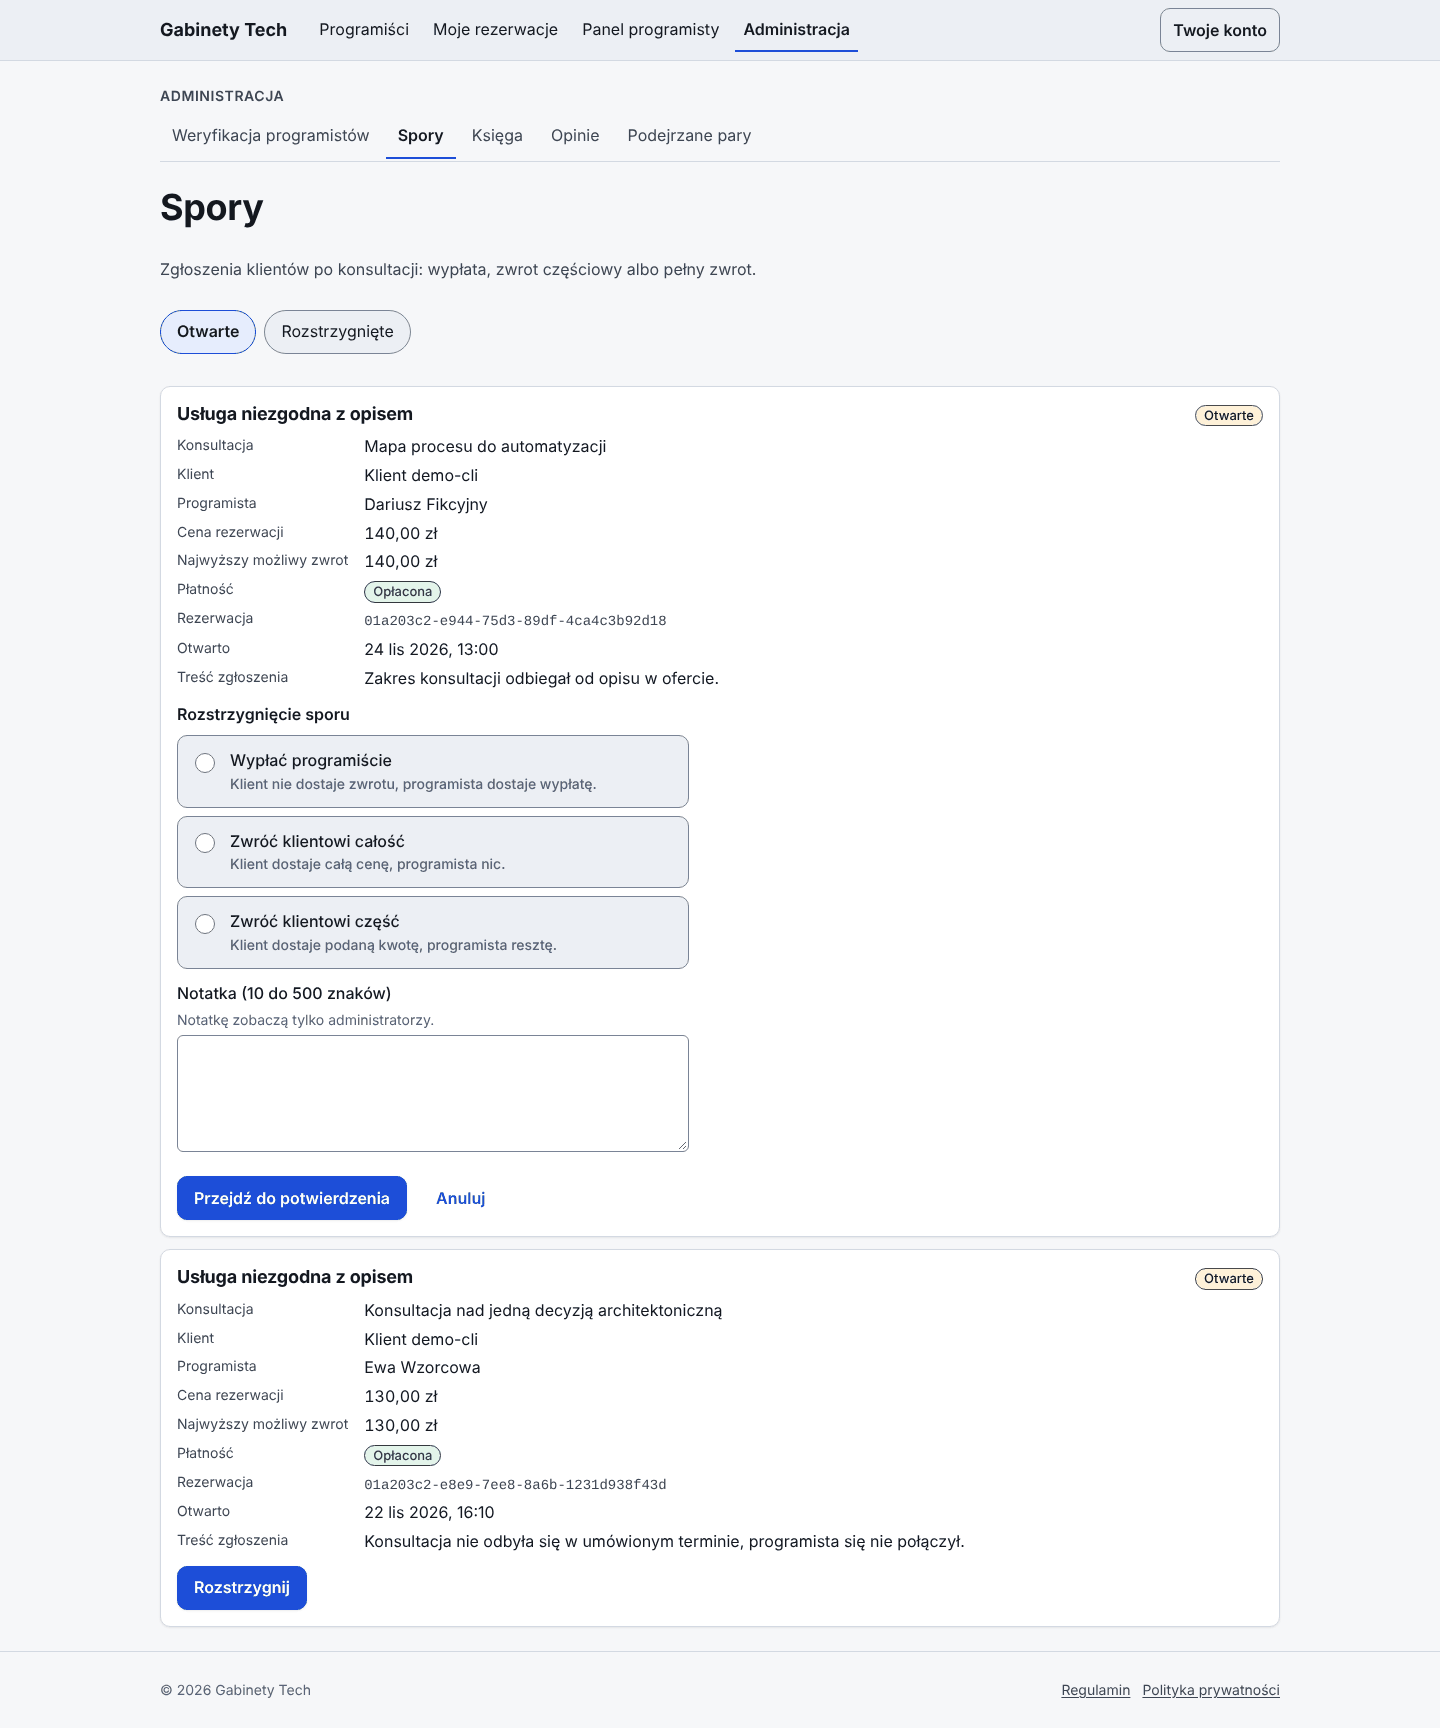 Gabinety Tech Programiści Moje rezerwacje Panel programisty Administracja Twoje konto
ADMINISTRACJA
Weryfikacja programistów Spory Księga Opinie Podejrzane pary
Spory
Zgłoszenia klientów po konsultacji: wypłata, zwrot częściowy albo pełny zwrot.
Otwarte Rozstrzygnięte
Usługa niezgodna z opisem Otwarte
Konsultacja Mapa procesu do automatyzacji
Klient Klient demo-cli
Programista Dariusz Fikcyjny
Cena rezerwacji 140,00 zł
Najwyższy możliwy zwrot 140,00 zł
Płatność Opłacona
Rezerwacja 01a203c2-e944-75d3-89df-4ca4c3b92d18
Otwarto 24 lis 2026, 13:00
Treść zgłoszenia Zakres konsultacji odbiegał od opisu w ofercie.
Rozstrzygnięcie sporu
Wypłać programiście
Klient nie dostaje zwrotu, programista dostaje wypłatę.
Zwróć klientowi całość
Klient dostaje całą cenę, programista nic.
Zwróć klientowi część
Klient dostaje podaną kwotę, programista resztę.
Notatka (10 do 500 znaków)
Notatkę zobaczą tylko administratorzy.
Przejdź do potwierdzenia Anuluj
Usługa niezgodna z opisem Otwarte
Konsultacja Konsultacja nad jedną decyzją architektoniczną
Klient Klient demo-cli
Programista Ewa Wzorcowa
Cena rezerwacji 130,00 zł
Najwyższy możliwy zwrot 130,00 zł
Płatność Opłacona
Rezerwacja 01a203c2-e8e9-7ee8-8a6b-1231d938f43d
Otwarto 22 lis 2026, 16:10
Treść zgłoszenia Konsultacja nie odbyła się w umówionym terminie, programista się nie połączył.
Rozstrzygnij
© 2026 Gabinety Tech Regulamin Polityka prywatności